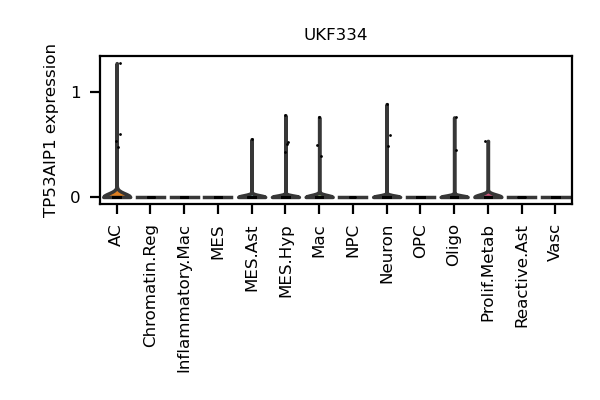 UKF334
TP53AIP1 expression
1
0
AC
Chromatin.Reg
Inflammatory.Mac
MES
MES.Ast
MES.Hyp
Mac
NPC
Neuron
OPC
Oligo
Prolif.Metab
Reactive.Ast
Vasc